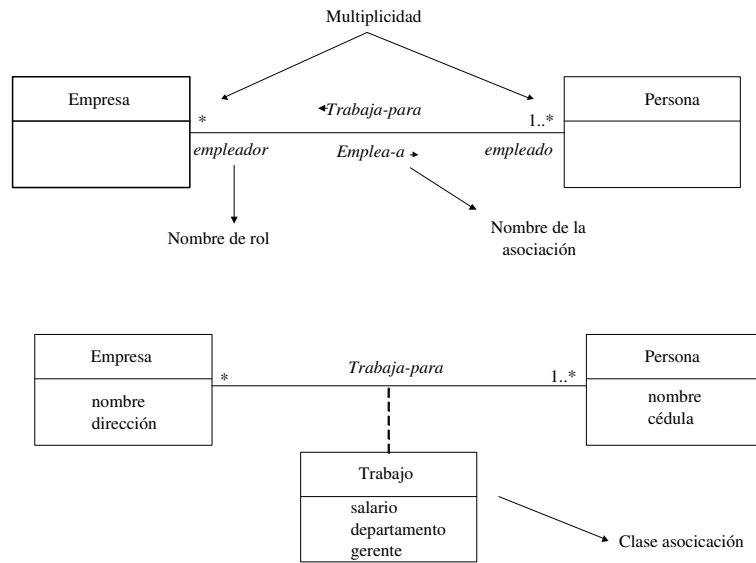 Multiplicidad
Empresa
Persona
Trabaja-para
*
1..*
empleador
Emplea-a
empleado
Nombre de rol
Nombre de la
asociación
Empresa
Persona
Trabaja-para
*
1..*
nombre
dirección
nombre
cédula
Trabajo
salario
departamento
gerente
Clase asocicación